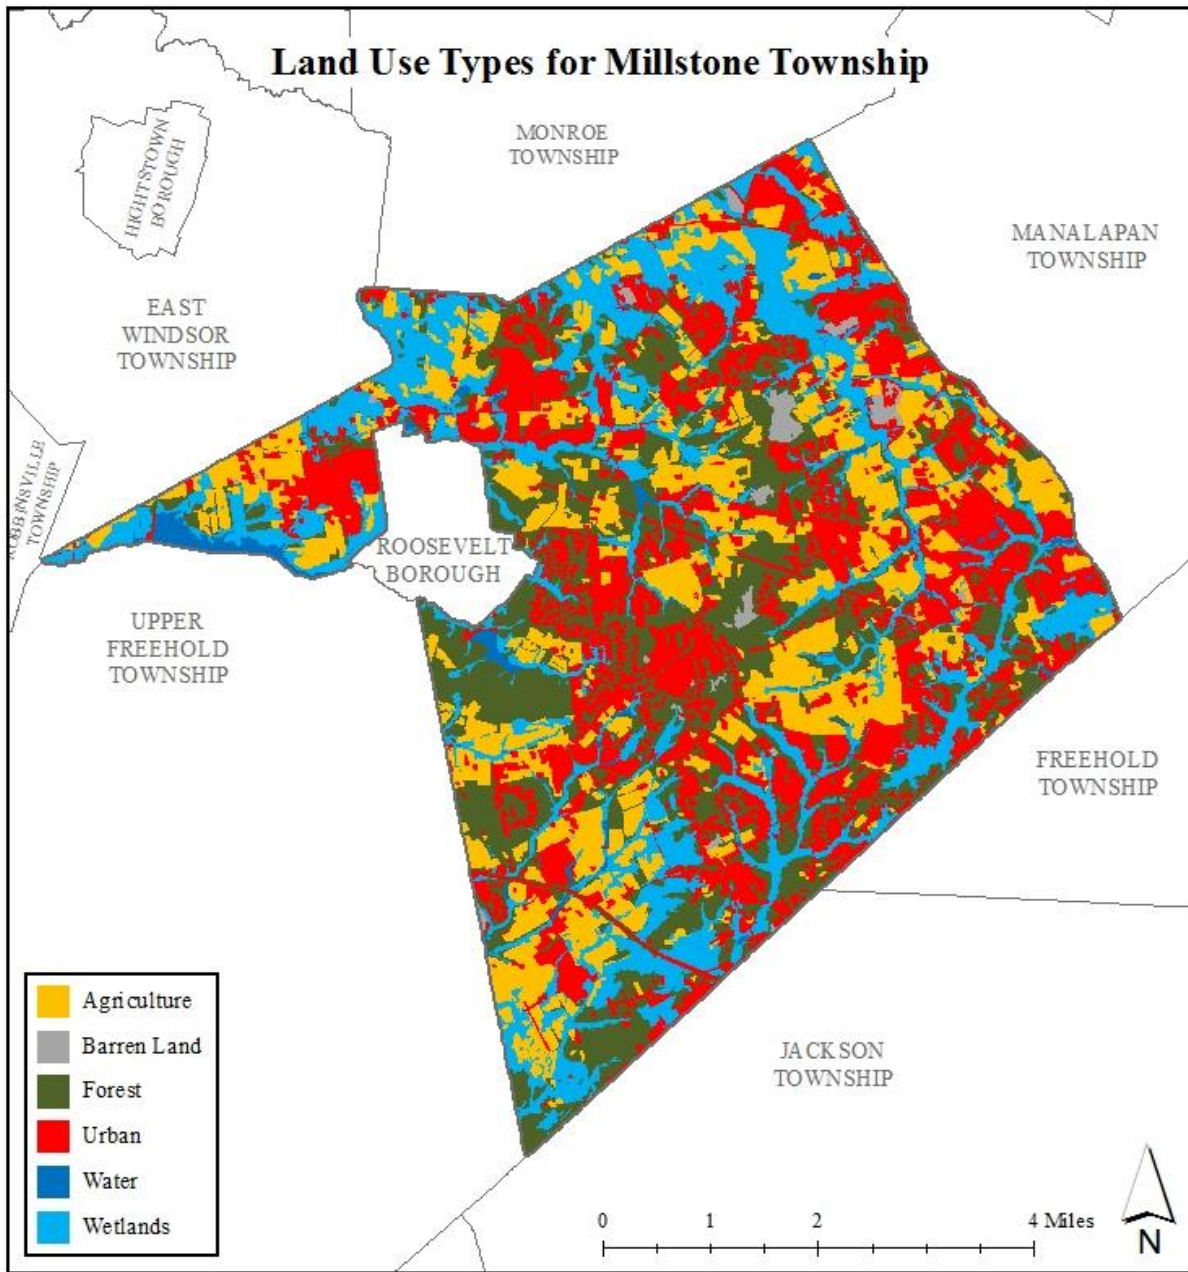 Land Use Types for Millstone Township
MONROE
TOWNSHIP
HIGHTSTOWN
BOROUGH
MANALAPAN
TOWNSHIP
EAST
WINDSOR
TOWNSHIP
ROBBINSVILLE
TOWNSHIP
ROOSEVELT
BOROUGH
UPPER
FREEHOLD
TOWNSHIP
FREEHOLD
TOWNSHIP
JACKSON
TOWNSHIP
Agriculture
Barren Land
Forest
Urban
Water
Wetlands
0 1 2 4 Miles
N